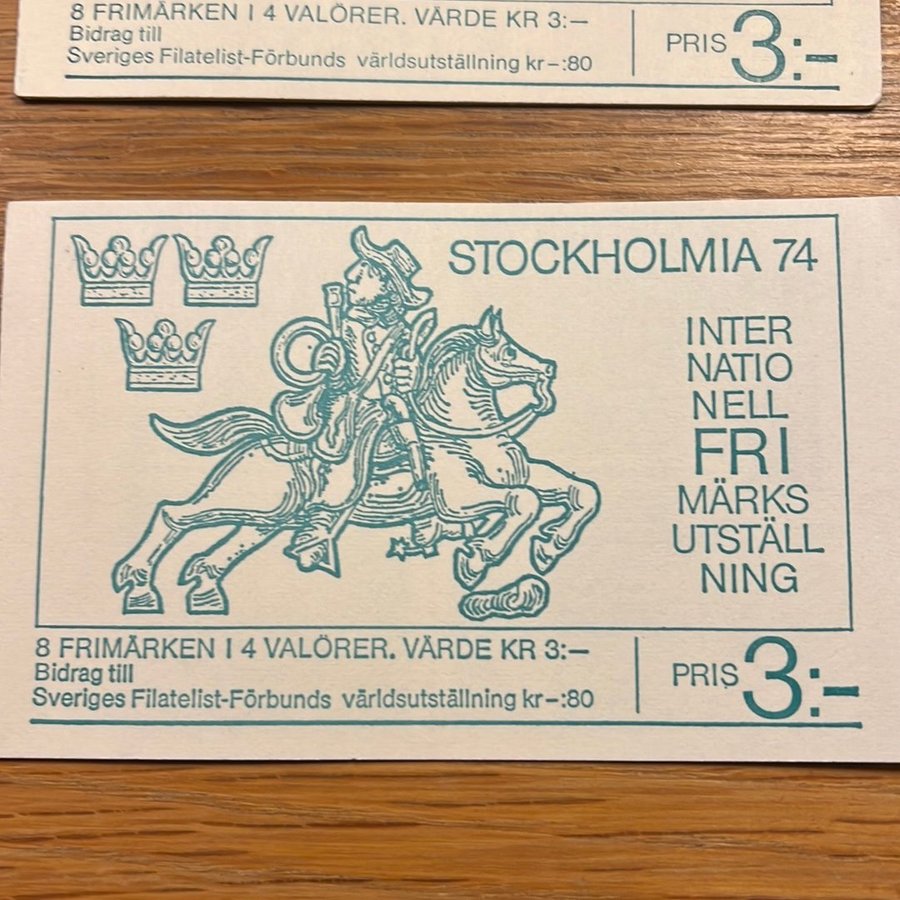 8 FRIMÄRKEN I 4 VALÖRER. VÄRDE KR 3:—
Bidrag till
Sveriges Filatelist-Förbunds världsutställning kr–:80
PRIS 3:–
STOCKHOLMIA 74
INTER
NATIO
NELL
FRI
MÄRKS
UTSTÄLL
NING
8 FRIMÄRKEN I 4 VALÖRER. VÄRDE KR 3:—
Bidrag till
Sveriges Filatelist-Förbunds världsutställning kr–:80
PRIS 3:–